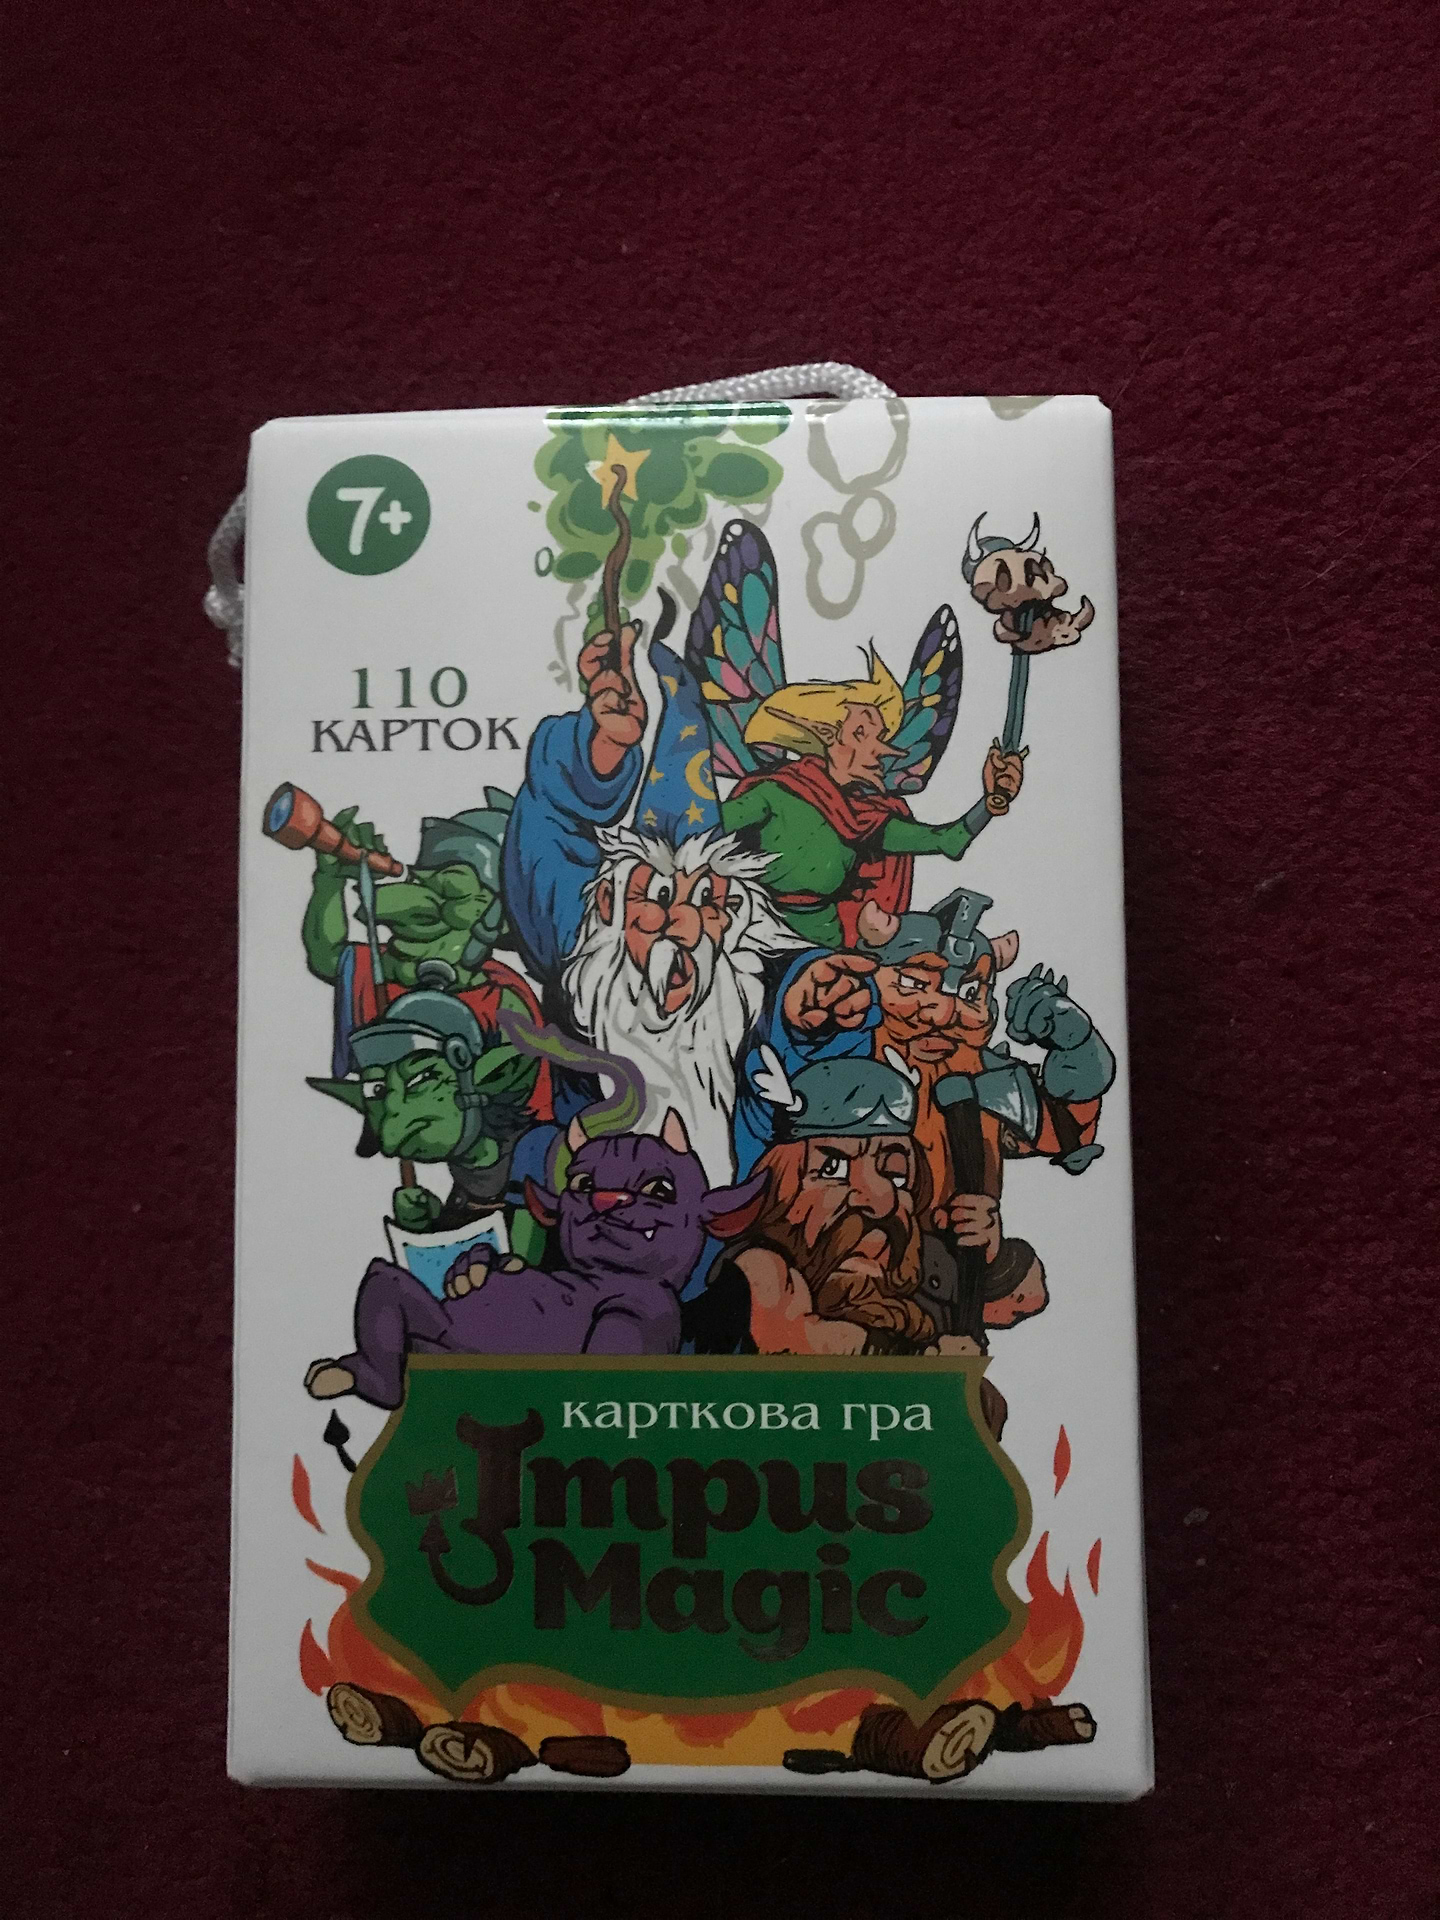 7+
110
КАРТОК
карткова гра
Impus
Magic